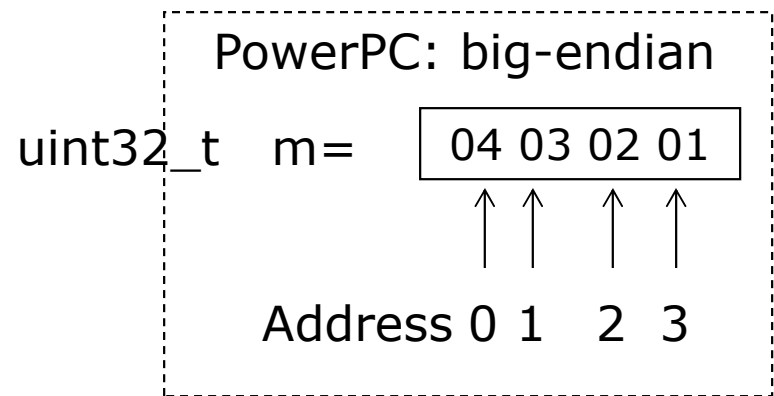 PowerPC: big-endian
uint32_t m= 04 03 02 01
Address 0 1 2 3